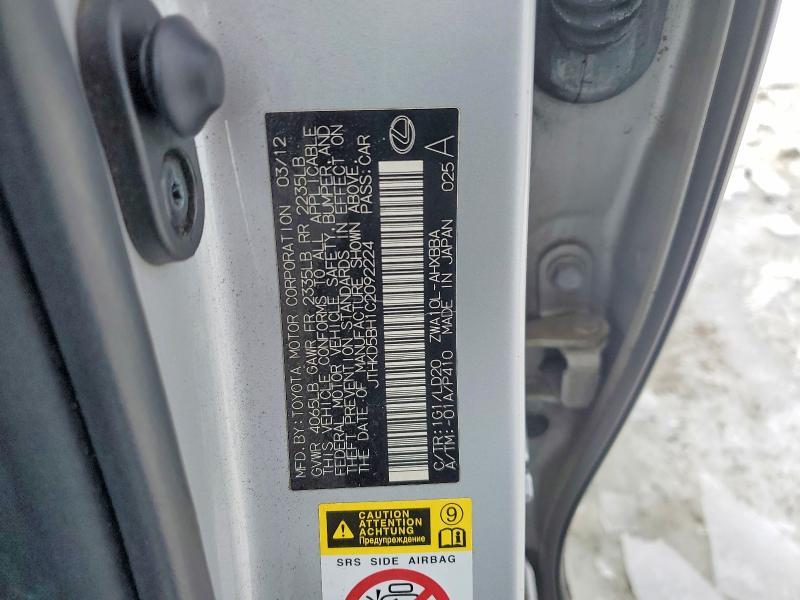 MFD. BY: TOYOTA MOTOR CORPORATION 03/12
GVWR 4065LB GAWR FR 2335LB RR 2235LB
THIS VEHICLE CONFORMS TO ALL APPLICABLE
FEDERAL MOTOR VEHICLE SAFETY, BUMPER, AND
THEFT PREVENTION STANDARDS IN EFFECT ON
THE DATE OF MANUFACTURE SHOWN ABOVE.
JTHKD5BH1C2092224 PASS.CAR
C/TR: 1G1/LD20 ZWA10L-AHXBBA
A/TM: -01A/P410 MADE IN JAPAN 025 A
CAUTION
ATTENTION
ACHTUNG
Предупреждение
9
SRS SIDE AIRBAG